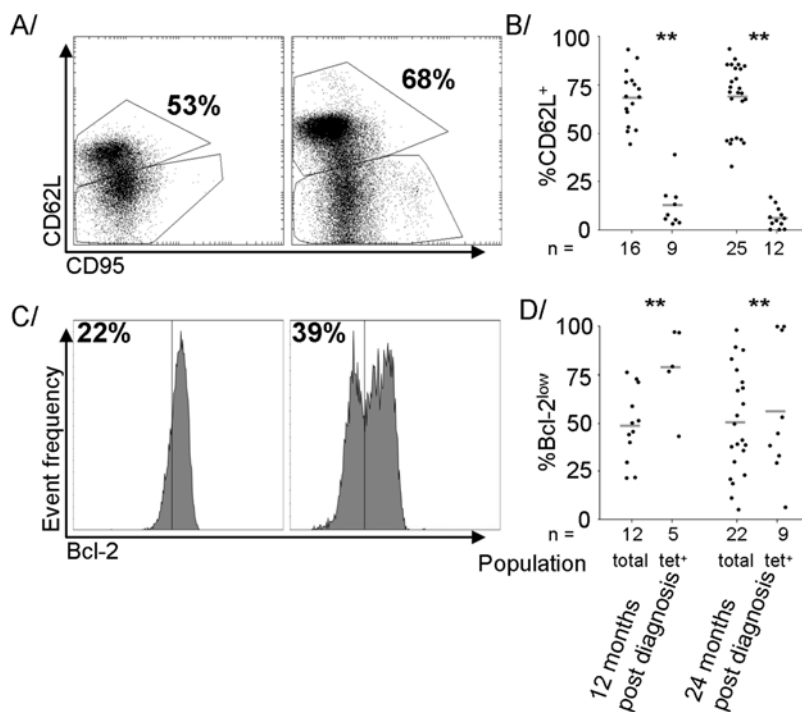 A/
CD62L
53%
68%
CD95
B/
%CD62L+
100
75
50
25
0
** **
n = 16 9 25 12
C/
Event frequency
22%
39%
Bcl-2
D/
%Bcl-2low
100
75
50
25
0
** **
n = 12 5 22 9
Population total tet+ total tet+
12 months
post diagnosis
24 months
post diagnosis